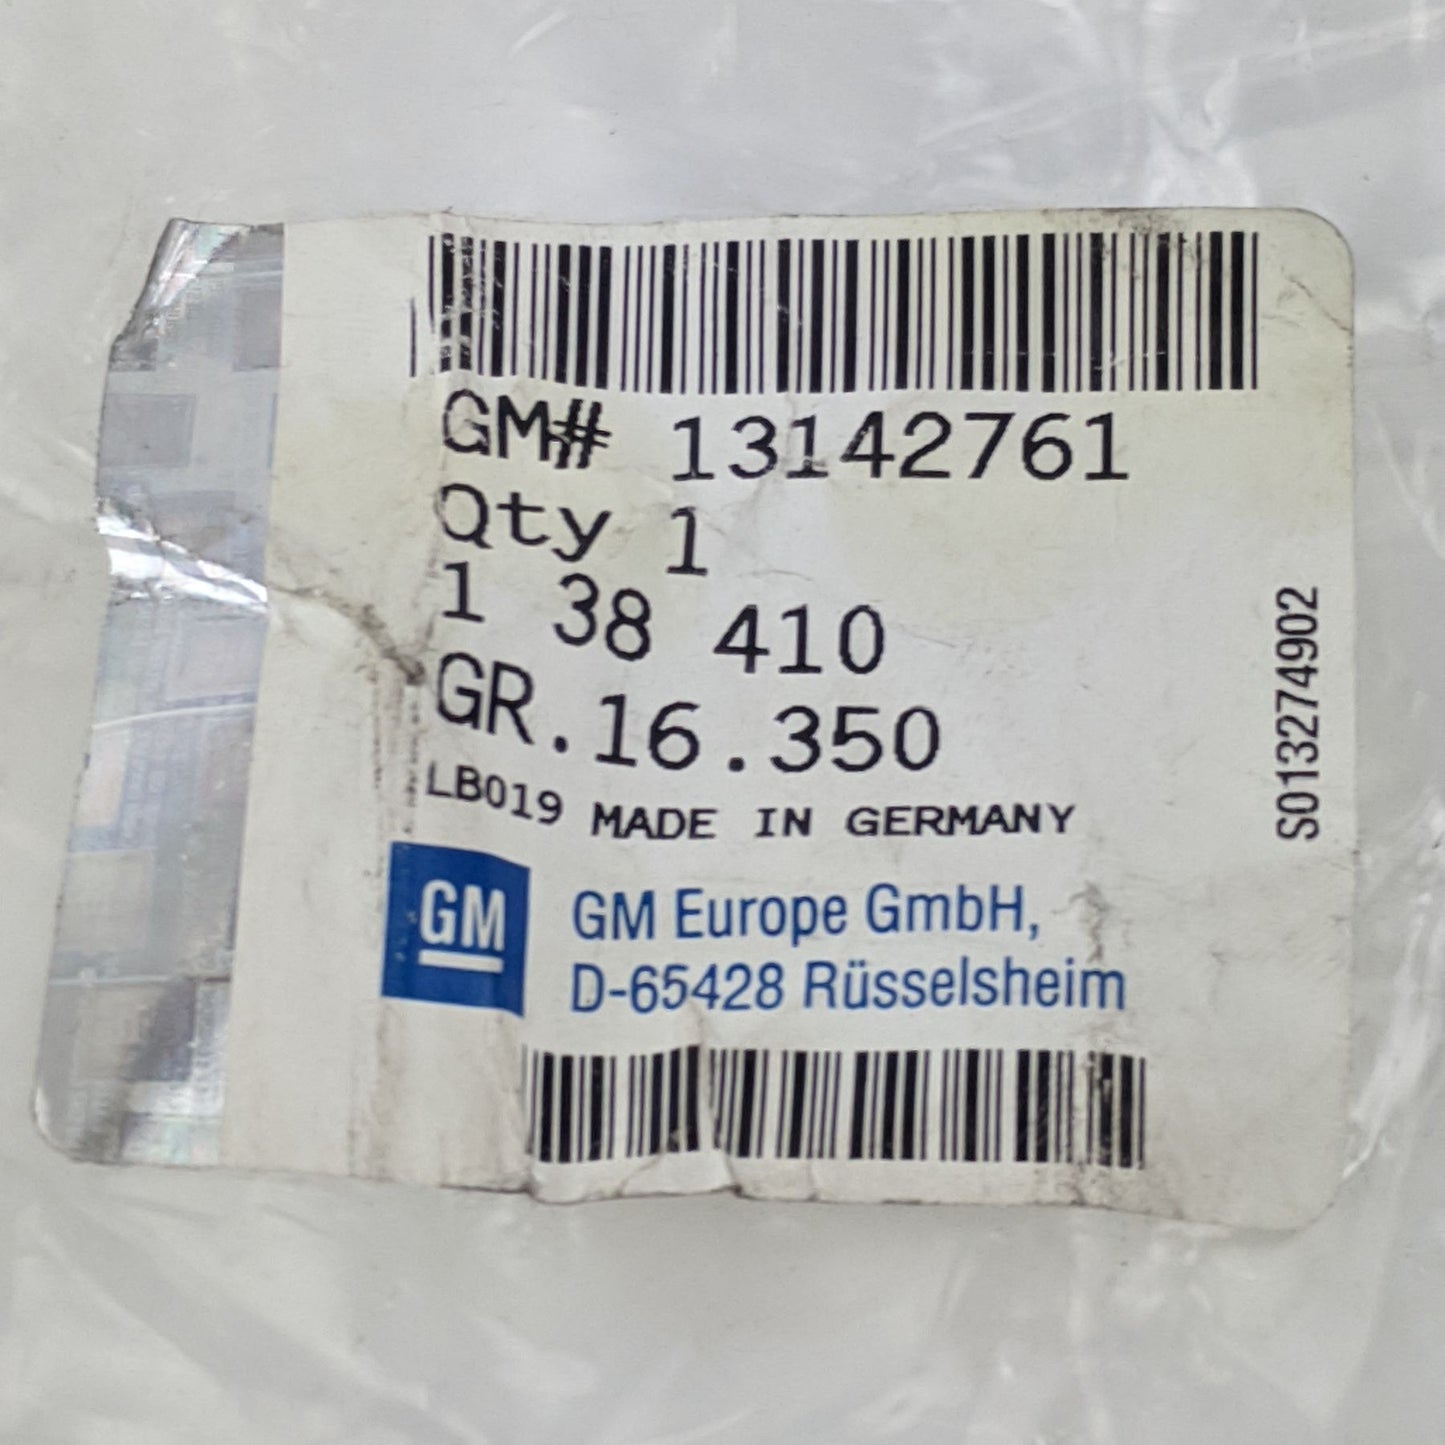 GM# 13142761
Qty 1
1 38 410
GR.16.350
LB019 MADE IN GERMANY
GM
GM Europe GmbH,
D-65428 Rüsselsheim
S013274902